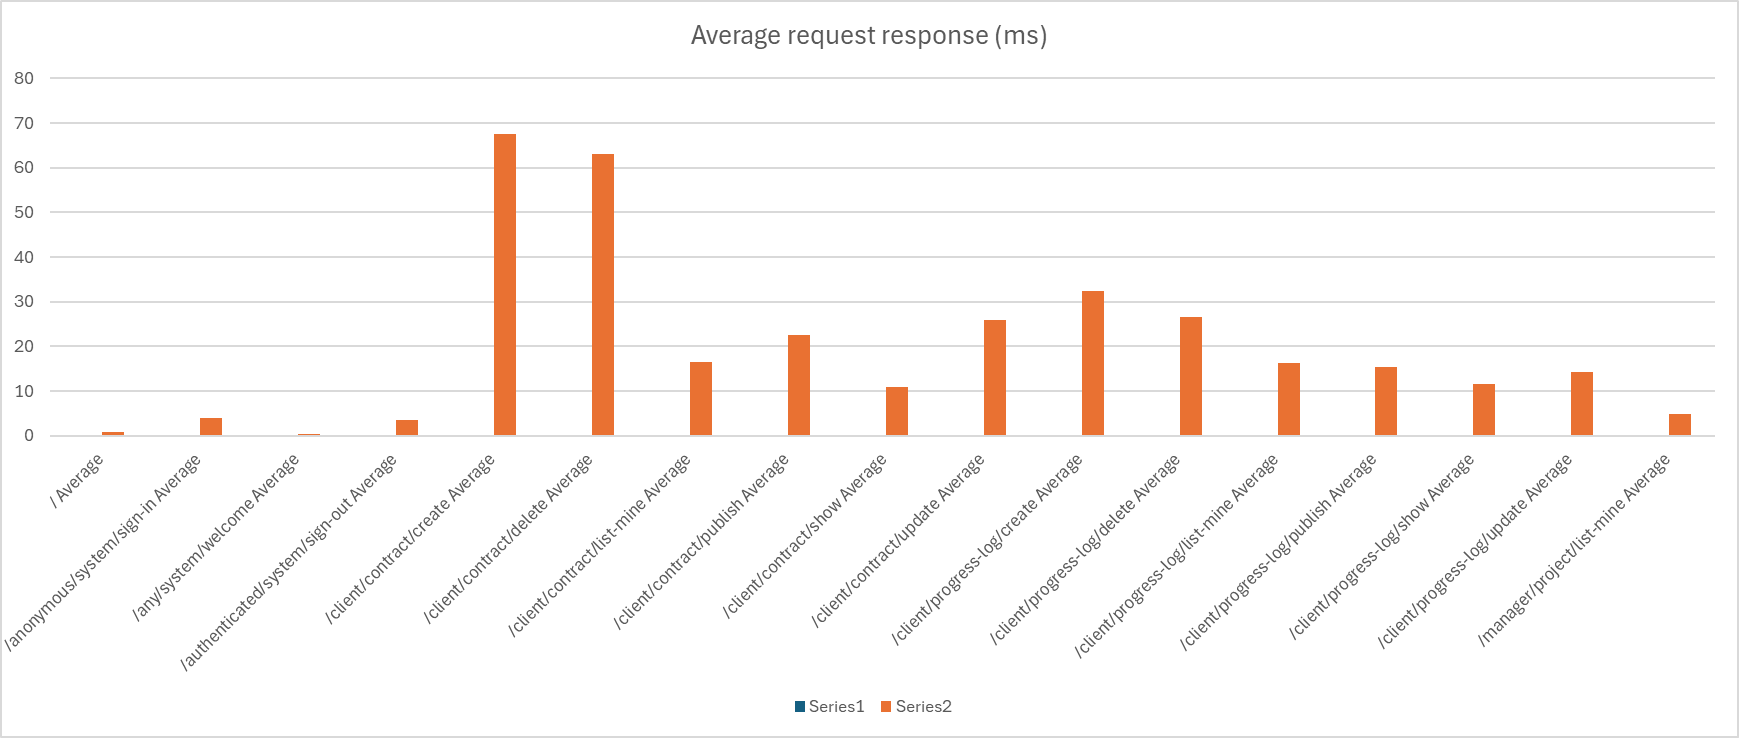 Average request response (ms)
80
70
60
50
40
30
20
10
0
/ Average
/anonymous/system/sign-in Average
/any/system/welcome Average
/authenticated/system/sign-out Average
/client/contract/create Average
/client/contract/delete Average
/client/contract/list-mine Average
/client/contract/publish Average
/client/contract/show Average
/client/contract/update Average
/client/progress-log/create Average
/client/progress-log/delete Average
/client/progress-log/list-mine Average
/client/progress-log/publish Average
/client/progress-log/show Average
/client/progress-log/update Average
/manager/project/list-mine Average
Series1 Series2